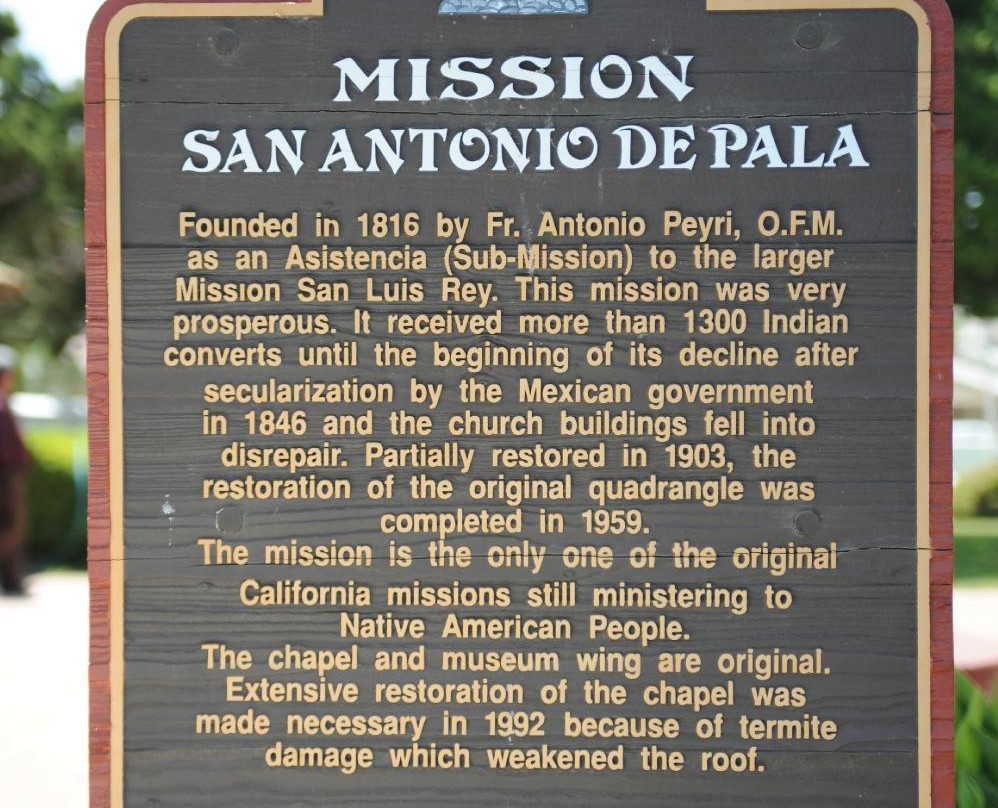 MISSION
SAN ANTONIO DE PALA
Founded in 1816 by Fr. Antonio Peyri, O.F.M.
as an Asistencia (Sub-Mission) to the larger
Mission San Luis Rey. This mission was very
prosperous. It received more than 1300 Indian
converts until the beginning of its decline after
secularization by the Mexican government
in 1846 and the church buildings fell into
disrepair. Partially restored in 1903, the
restoration of the original quadrangle was
completed in 1959.
The mission is the only one of the original
California missions still ministering to
Native American People.
The chapel and museum wing are original.
Extensive restoration of the chapel was
made necessary in 1992 because of termite
damage which weakened the roof.